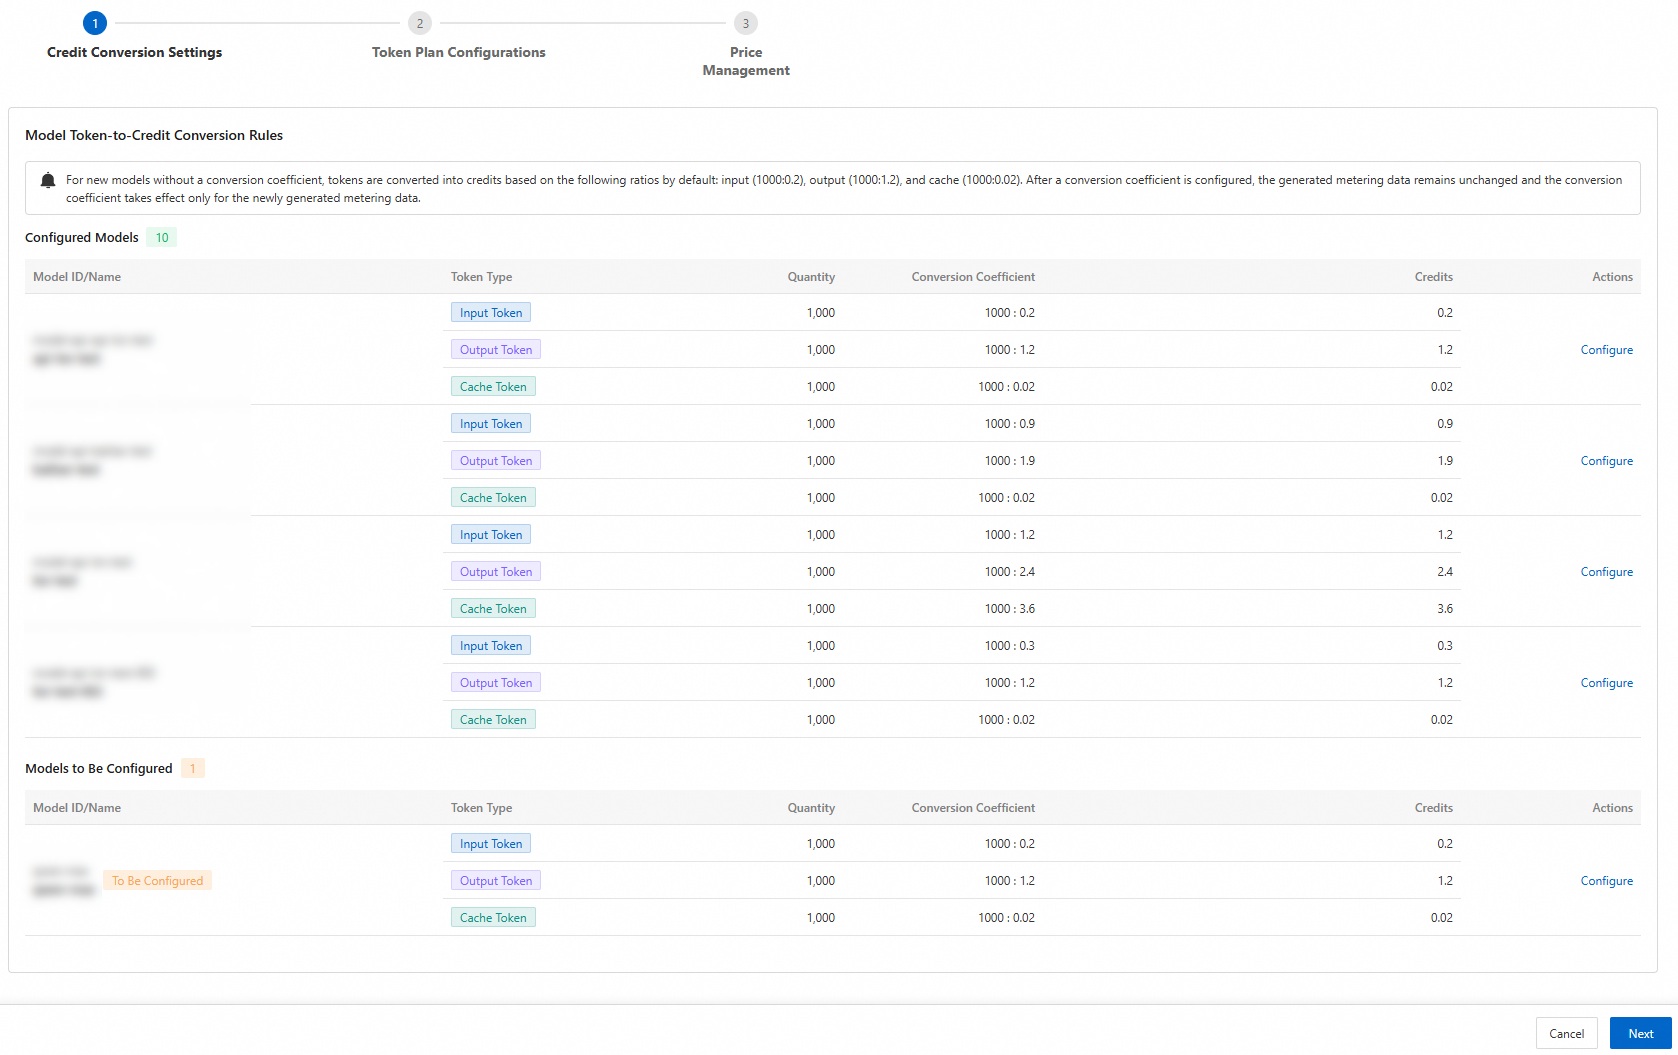 1
2
3
Credit Conversion Settings
Token Plan Configurations
Price
Management
Model Token-to-Credit Conversion Rules
For new models without a conversion coefficient, tokens are converted into credits based on the following ratios by default: input (1000:0.2), output (1000:1.2), and cache (1000:0.02). After a conversion coefficient is configured, the generated metering data remains unchanged and the conversion
coefficient takes effect only for the newly generated metering data.
Configured Models 10
Model ID/Name Token Type Quantity Conversion Coefficient Credits Actions
Input Token 1,000 1000 : 0.2 0.2
Output Token 1,000 1000 : 1.2 1.2 Configure
Cache Token 1,000 1000 : 0.02 0.02
Input Token 1,000 1000 : 0.9 0.9
Output Token 1,000 1000 : 1.9 1.9 Configure
Cache Token 1,000 1000 : 0.02 0.02
Input Token 1,000 1000 : 1.2 1.2
Output Token 1,000 1000 : 2.4 2.4 Configure
Cache Token 1,000 1000 : 3.6 3.6
Input Token 1,000 1000 : 0.3 0.3
Output Token 1,000 1000 : 1.2 1.2 Configure
Cache Token 1,000 1000 : 0.02 0.02
Models to Be Configured 1
Model ID/Name Token Type Quantity Conversion Coefficient Credits Actions
Input Token 1,000 1000 : 0.2 0.2
To Be Configured Output Token 1,000 1000 : 1.2 1.2 Configure
Cache Token 1,000 1000 : 0.02 0.02
Cancel Next